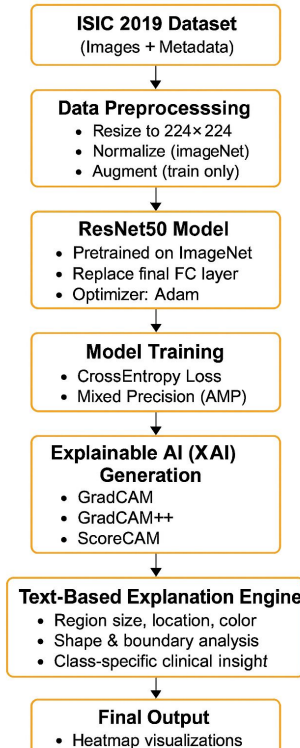 ISIC 2019 Dataset
(Images + Metadata)
Data Preprocesssing
• Resize to 224×224
• Normalize (imageNet)
• Augment (train only)
ResNet50 Model
• Pretrained on ImageNet
• Replace final FC layer
• Optimizer: Adam
Model Training
• CrossEntropy Loss
• Mixed Precision (AMP)
Explainable AI (XAI)
Generation
• GradCAM
• GradCAM++
• ScoreCAM
Text-Based Explanation Engine
• Region size, location, color
• Shape & boundary analysis
• Class-specific clinical insight
Final Output
• Heatmap visualizations